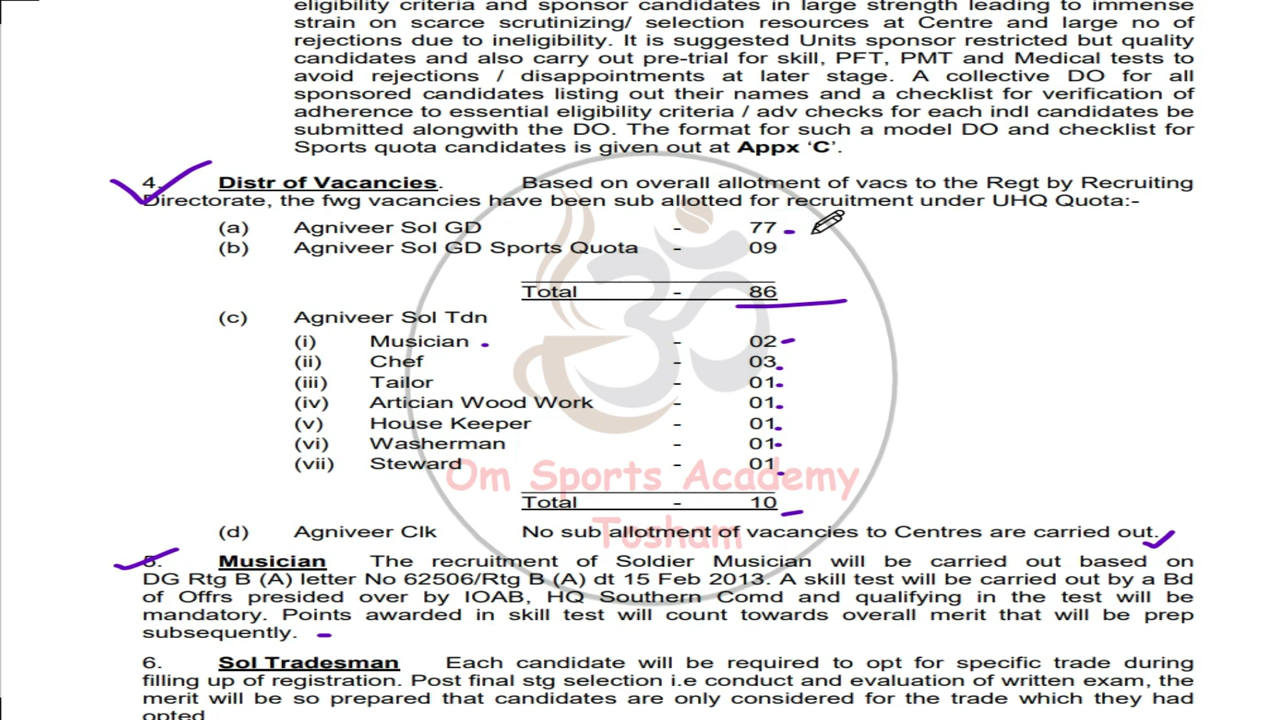 eligibility criteria and sponsor candidates in large strength leading to immense
strain on scarce scrutinizing/ selection resources at Centre and large no of
rejections due to ineligibility. It is suggested Units sponsor restricted but quality
candidates and also carry out pre-trial for skill, PFT, PMT and Medical tests to
avoid rejections / disappointments at later stage. A collective DO for all
sponsored candidates listing out their names and a checklist for verification of
adherence to essential eligibility criteria / adv checks for each indl candidates be
submitted alongwith the DO. The format for such a model DO and checklist for
Sports quota candidates is given out at Appx ‘C’.
4. Distr of Vacancies. Based on overall allotment of vacs to the Regt by Recruiting
Directorate, the fwg vacancies have been sub allotted for recruitment under UHQ Quota:-
(a) Agniveer Sol GD - 77
(b) Agniveer Sol GD Sports Quota - 09
Total - 86
(c) Agniveer Sol Tdn
(i) Musician - 02
(ii) Chef - 03
(iii) Tailor - 01
(iv) Artician Wood Work - 01
(v) House Keeper - 01
(vi) Washerman - 01
(vii) Steward - 01
Om Sports Academy
Total - 10
Tosham
(d) Agniveer Clk No sub allotment of vacancies to Centres are carried out.
5. Musician The recruitment of Soldier Musician will be carried out based on
DG Rtg B (A) letter No 62506/Rtg B (A) dt 15 Feb 2013. A skill test will be carried out by a Bd
of Offrs presided over by IOAB, HQ Southern Comd and qualifying in the test will be
mandatory. Points awarded in skill test will count towards overall merit that will be prep
subsequently.
6. Sol Tradesman Each candidate will be required to opt for specific trade during
filling up of registration. Post final stg selection i.e conduct and evaluation of written exam, the
merit will be so prepared that candidates are only considered for the trade which they had
opted